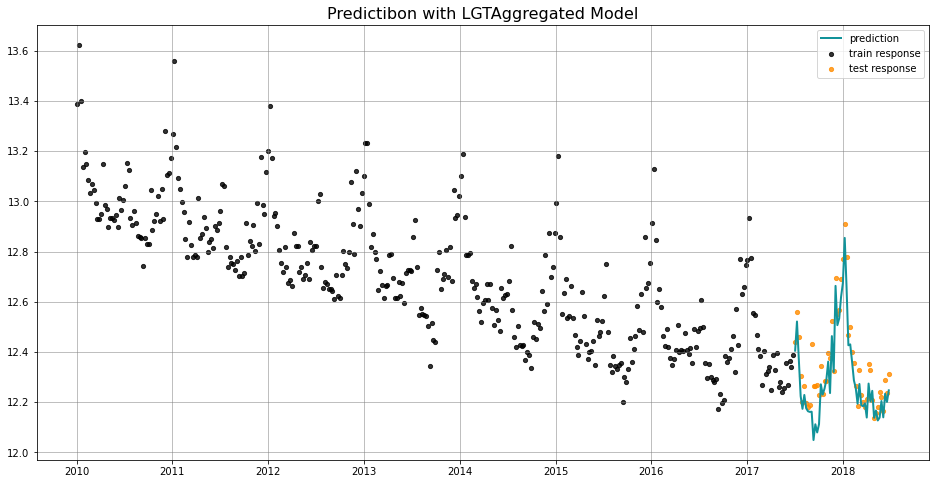 Predictibon with LGTAggregated Model
prediction
train response
test response
13.6
13.4
13.2
13.0
12.8
12.6
12.4
12.2
12.0
2010 2011 2012 2013 2014 2015 2016 2017 2018